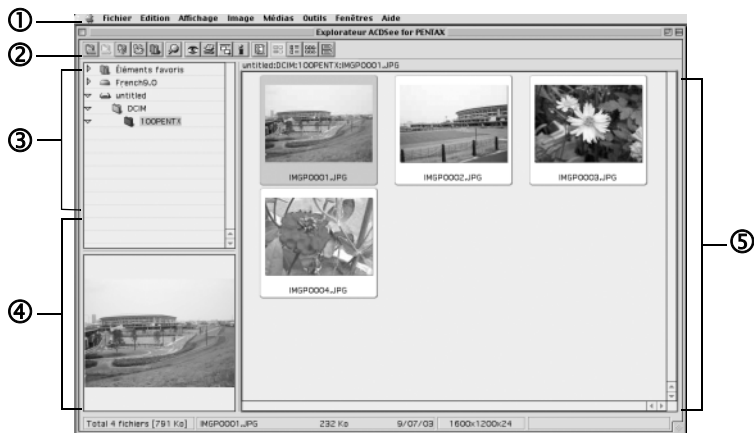 ①
Fichier Edition Affichage Image Médias Outils Fenêtres Aide
Explorateur ACDSee for PENTAX
②
untitled:DCIM:100PENTX:IMGP0001.JPG
③
Éléments favoris
French9.0
untitled
DCIM
100PENTX
IMGP0001.JPG
IMGP0002.JPG
IMGP0003.JPG
IMGP0004.JPG
④
⑤
Total 4 fichiers [791 Ko] IMGP0001.JPG 232 Ko 9/07/03 1600x1200x24